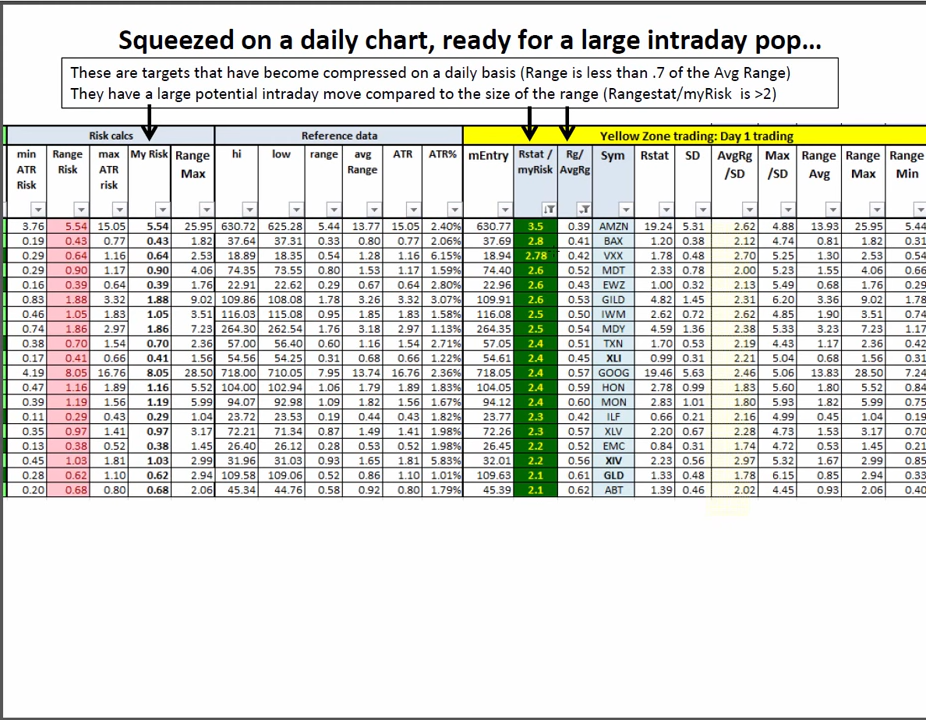 Squeezed on a daily chart, ready for a large intraday pop...
These are targets that have become compressed on a daily basis (Range is less than .7 of the Avg Range)
They have a large potential intraday move compared to the size of the range (Rangestat/myRisk is >2)
Risk calcs Reference data Yellow Zone trading: Day 1 trading
min ATR Risk Range Risk max ATR risk My Risk Range Max hi low range avg Range ATR ATR% mEntry Rstat / myRisk Rg/ AvgRg Sym Rstat SD AvgRg /SD Max /SD Range Avg Range Max Range Min
3.76 5.54 15.05 5.54 25.95 630.72 625.28 5.44 13.77 15.05 2.40% 630.77 3.5 0.39 AMZN 19.24 5.31 2.62 4.88 13.77 25.95 5.44
0.19 0.43 0.77 0.43 1.82 37.64 37.31 0.33 0.80 0.77 2.06% 37.69 2.8 0.41 BAX 1.20 0.38 2.12 4.74 0.81 1.82 0.31
0.29 0.64 1.16 0.64 2.53 18.89 18.35 0.54 1.28 1.16 6.15% 18.94 2.78 0.42 VXX 1.78 0.48 2.70 5.25 1.30 2.53 0.54
0.29 0.90 1.17 0.90 4.06 74.35 73.55 0.80 1.53 1.17 1.59% 74.40 2.6 0.52 MDT 2.33 0.78 2.00 5.23 1.55 4.06 0.66
0.16 0.39 0.64 0.39 1.76 22.91 22.62 0.29 0.67 0.64 2.80% 22.96 2.6 0.43 EWZ 1.00 0.32 2.13 5.49 0.68 1.76 0.29
0.83 1.88 3.32 1.88 9.02 109.86 108.08 1.78 3.26 3.32 3.07% 109.91 2.6 0.53 GILD 4.82 1.45 2.31 6.20 3.36 9.02 1.78
0.46 1.05 1.83 1.05 3.51 116.03 115.08 0.95 1.85 1.83 1.58% 116.08 2.5 0.50 IWM 2.62 0.72 2.62 4.85 1.90 3.51 0.74
0.74 1.86 2.97 1.86 7.23 264.30 262.54 1.76 3.18 2.97 1.13% 264.35 2.5 0.54 MDY 4.59 1.36 2.38 5.33 3.23 7.23 1.17
0.38 0.70 1.54 0.70 2.36 57.00 56.40 0.60 1.16 1.54 2.71% 57.05 2.4 0.51 TXN 1.70 0.53 2.19 4.43 1.17 2.36 0.42
0.17 0.41 0.66 0.41 1.56 54.56 54.25 0.31 0.68 0.66 1.22% 54.61 2.4 0.45 XLI 0.99 0.31 2.21 5.04 0.68 1.56 0.31
4.19 8.05 16.76 8.05 28.50 718.00 710.05 7.95 13.74 16.76 2.36% 718.05 2.4 0.57 GOOG 19.46 5.63 2.46 5.06 13.83 28.50 7.24
0.47 1.16 1.89 1.16 5.52 104.00 102.94 1.06 1.79 1.89 1.83% 104.05 2.4 0.59 HON 2.78 0.99 1.83 5.60 1.80 5.52 0.84
0.39 1.19 1.56 1.19 5.99 94.07 92.98 1.09 1.82 1.56 1.67% 94.12 2.4 0.60 MON 2.83 1.01 1.80 5.93 1.82 5.99 0.75
0.11 0.29 0.43 0.29 1.04 23.72 23.53 0.19 0.44 0.43 1.82% 23.77 2.3 0.42 ILF 0.66 0.21 2.16 4.99 0.45 1.04 0.19
0.35 0.97 1.41 0.97 3.17 72.21 71.34 0.87 1.49 1.41 1.98% 72.26 2.3 0.57 XLV 2.20 0.67 2.28 4.73 1.53 3.17 0.70
0.13 0.38 0.52 0.38 1.45 26.40 26.12 0.28 0.53 0.52 1.98% 26.45 2.2 0.52 EMC 0.84 0.31 1.74 4.72 0.53 1.45 0.21
0.45 1.03 1.81 1.03 2.99 31.96 31.03 0.93 1.65 1.81 5.83% 32.01 2.2 0.56 XIV 2.23 0.56 2.97 5.32 1.67 2.99 0.85
0.28 0.62 1.10 0.62 2.94 109.58 109.06 0.52 0.86 1.10 1.01% 109.63 2.1 0.61 GLD 1.33 0.48 1.78 6.15 0.85 2.94 0.33
0.20 0.68 0.80 0.68 2.06 45.34 44.76 0.58 0.92 0.80 1.79% 45.39 2.1 0.62 ABT 1.39 0.46 2.02 4.45 0.93 2.06 0.40